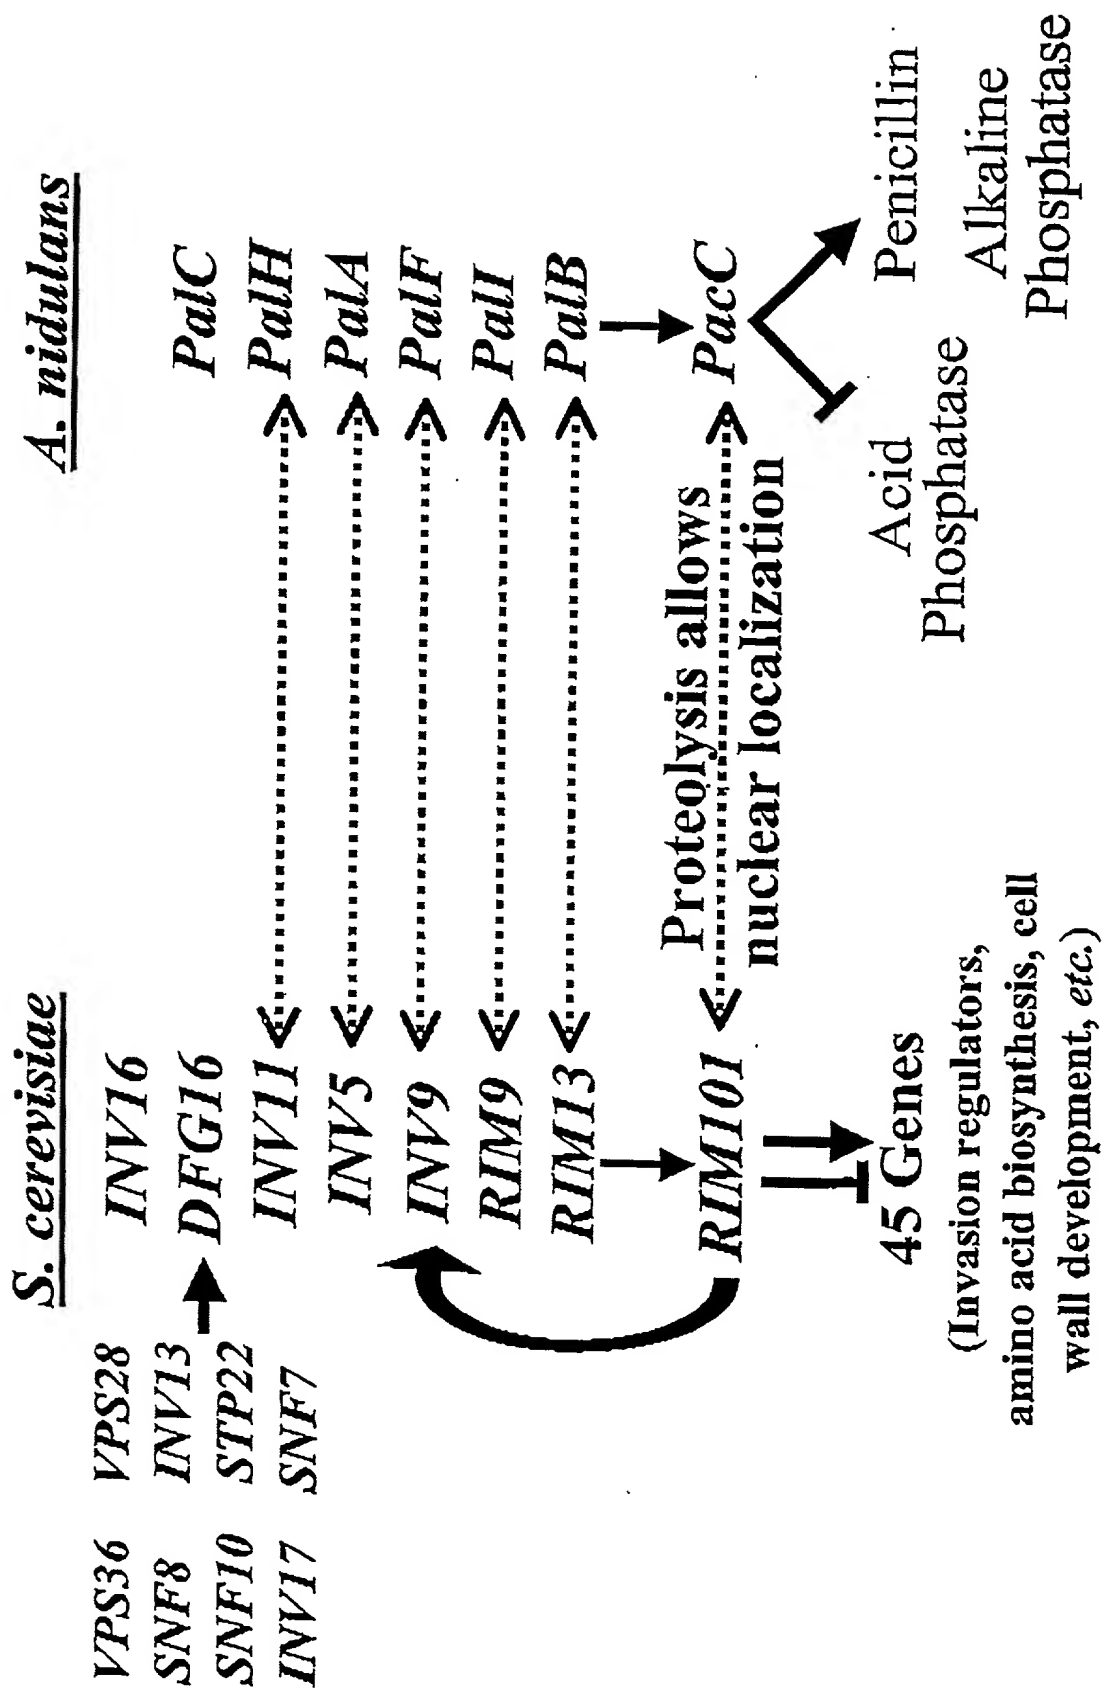 S. cerevisiae
A. nidulans
VPS36 VPS28
SNF8 INV13
SNF10 STP22
INV17 SNF7
INV16
DFG16
INV11
INV5
INV9
RIM9
RIM13
RIM101
PalC
PalH
PalA
PalF
PalI
PalB
PacC
Proteolysis allows
nuclear localization
45 Genes
(Invasion regulators,
amino acid biosynthesis, cell
wall development, etc.)
Acid
Phosphatase
Penicillin
Alkaline
Phosphatase